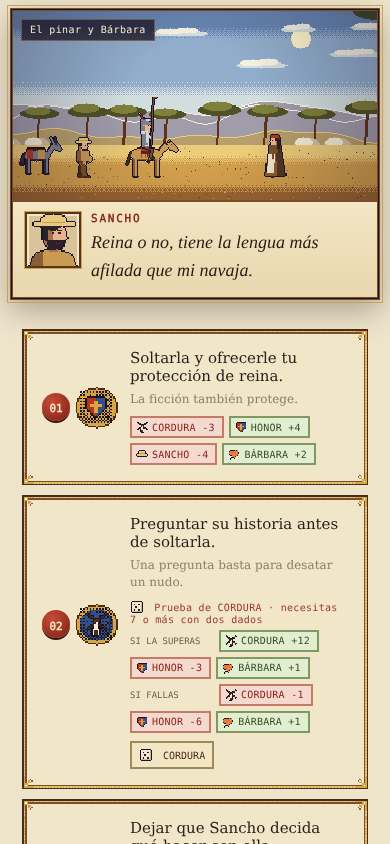 El pinar y Bárbara
SANCHO
Reina o no, tiene la lengua más
afilada que mi navaja.
01
Soltarla y ofrecerle tu
protección de reina.
La ficción también protege.
CORDURA -3 HONOR +4
SANCHO -4 BÁRBARA +2
02
Preguntar su historia antes
de soltarla.
Una pregunta basta para desatar
un nudo.
Prueba de CORDURA · necesitas
7 o más con dos dados
SI LA SUPERAS CORDURA +12
HONOR -3 BÁRBARA +1
SI FALLAS CORDURA -1
HONOR -6 BÁRBARA +1
CORDURA
Dejar que Sancho decida
qué hacer con ella